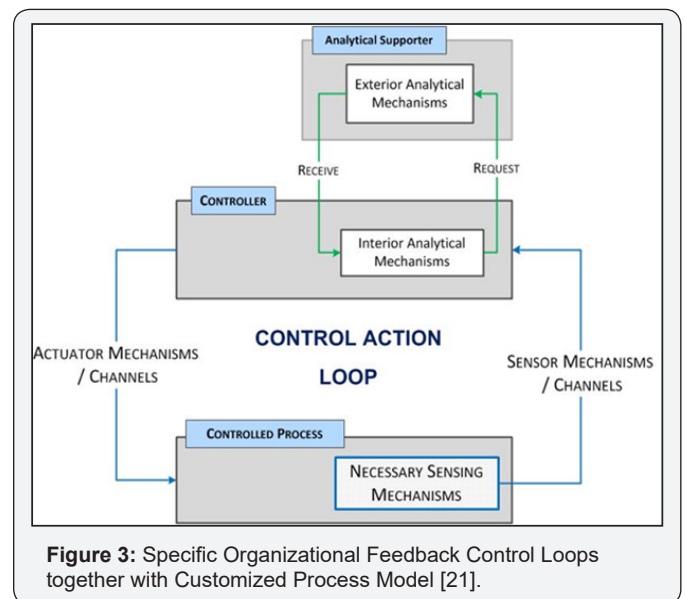 Analytical Supporter
Exterior Analytical
Mechanisms
RECEIVE
REQUEST
CONTROLLER
Interior Analytical
Mechanisms
CONTROL ACTION
LOOP
ACTUATOR MECHANISMS
/ CHANNELS
SENSOR MECHANISMS
/ CHANNELS
CONTROLLED PROCESS
NECESSARY SENSING
MECHANISMS
Figure 3: Specific Organizational Feedback Control Loops
together with Customized Process Model [21].